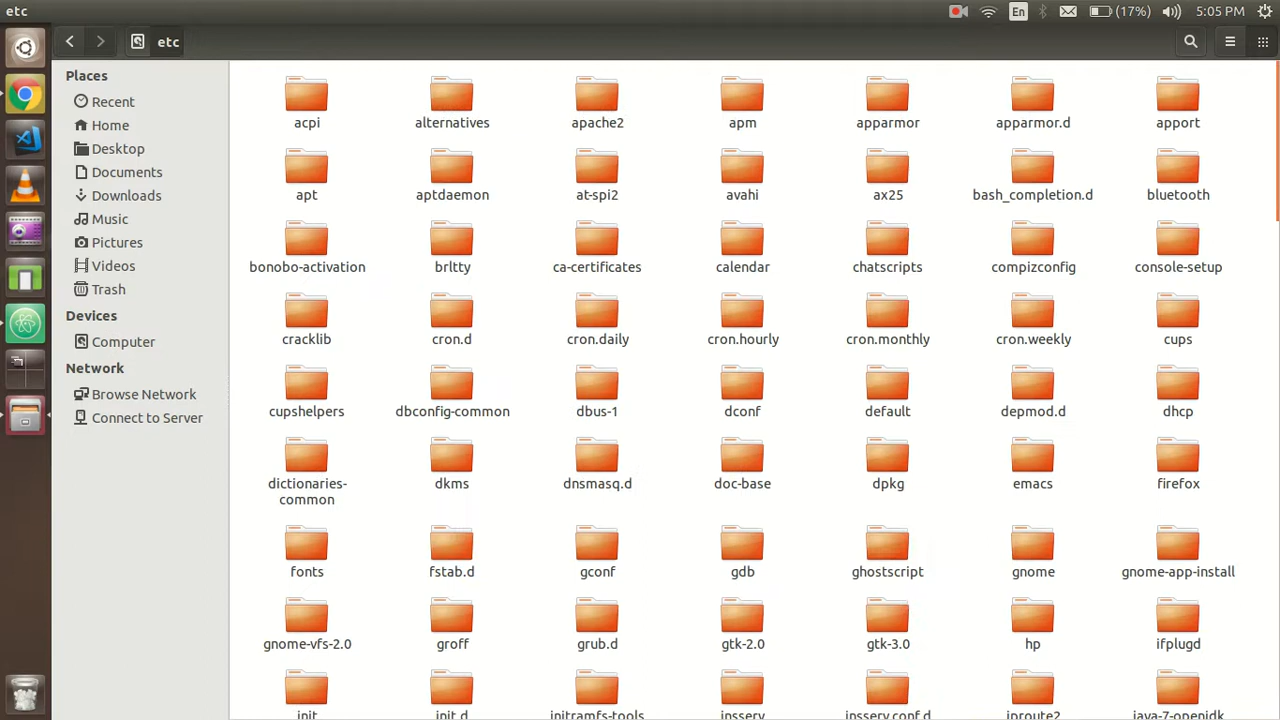 etc
En
(17%)
5:05 PM
etc
Places
Recent
Home
Desktop
Documents
Downloads
Music
Pictures
Videos
Trash
Devices
Computer
Network
Browse Network
Connect to Server
acpi alternatives apache2 apm apparmor apparmor.d apport
apt aptdaemon at-spi2 avahi ax25 bash_completion.d bluetooth
bonobo-activation brltty ca-certificates calendar chatscripts compizconfig console-setup
cracklib cron.d cron.daily cron.hourly cron.monthly cron.weekly cups
cupshelpers dbconfig-common dbus-1 dconf default depmod.d dhcp
dictionaries-common dkms dnsmasq.d doc-base dpkg emacs firefox
fonts fstab.d gconf gdb ghostscript gnome gnome-app-install
gnome-vfs-2.0 groff grub.d gtk-2.0 gtk-3.0 hp ifplugd
init init.d initramfs-tools insserv insserv.conf.d iproute2 java-7-openjdk